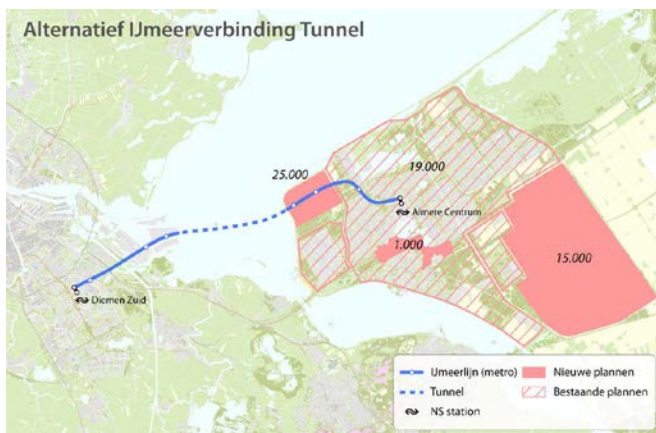 Alternatief IJmeerverbinding Tunnel
25.000
19.000
Almere Centrum
1.000
15.000
Diemen Zuid
IJmeerlijn (metro)
Nieuwe plannen
Tunnel
Bestaande plannen
NS station